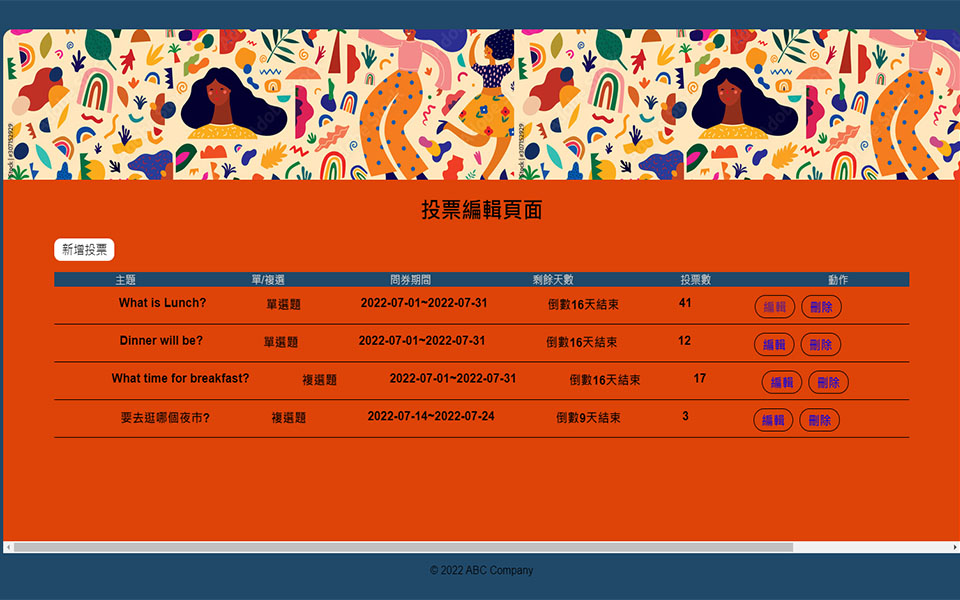 投票編輯頁面
新增投票
主題 單/複選 問券期間 剩餘天數 投票數 動作
What is Lunch? 單選題 2022-07-01~2022-07-31 倒數16天結束 41 編輯 刪除
Dinner will be? 單選題 2022-07-01~2022-07-31 倒數16天結束 12 編輯 刪除
What time for breakfast? 複選題 2022-07-01~2022-07-31 倒數16天結束 17 編輯 刪除
要去逛哪個夜市? 複選題 2022-07-14~2022-07-24 倒數9天結束 3 編輯 刪除
© 2022 ABC Company